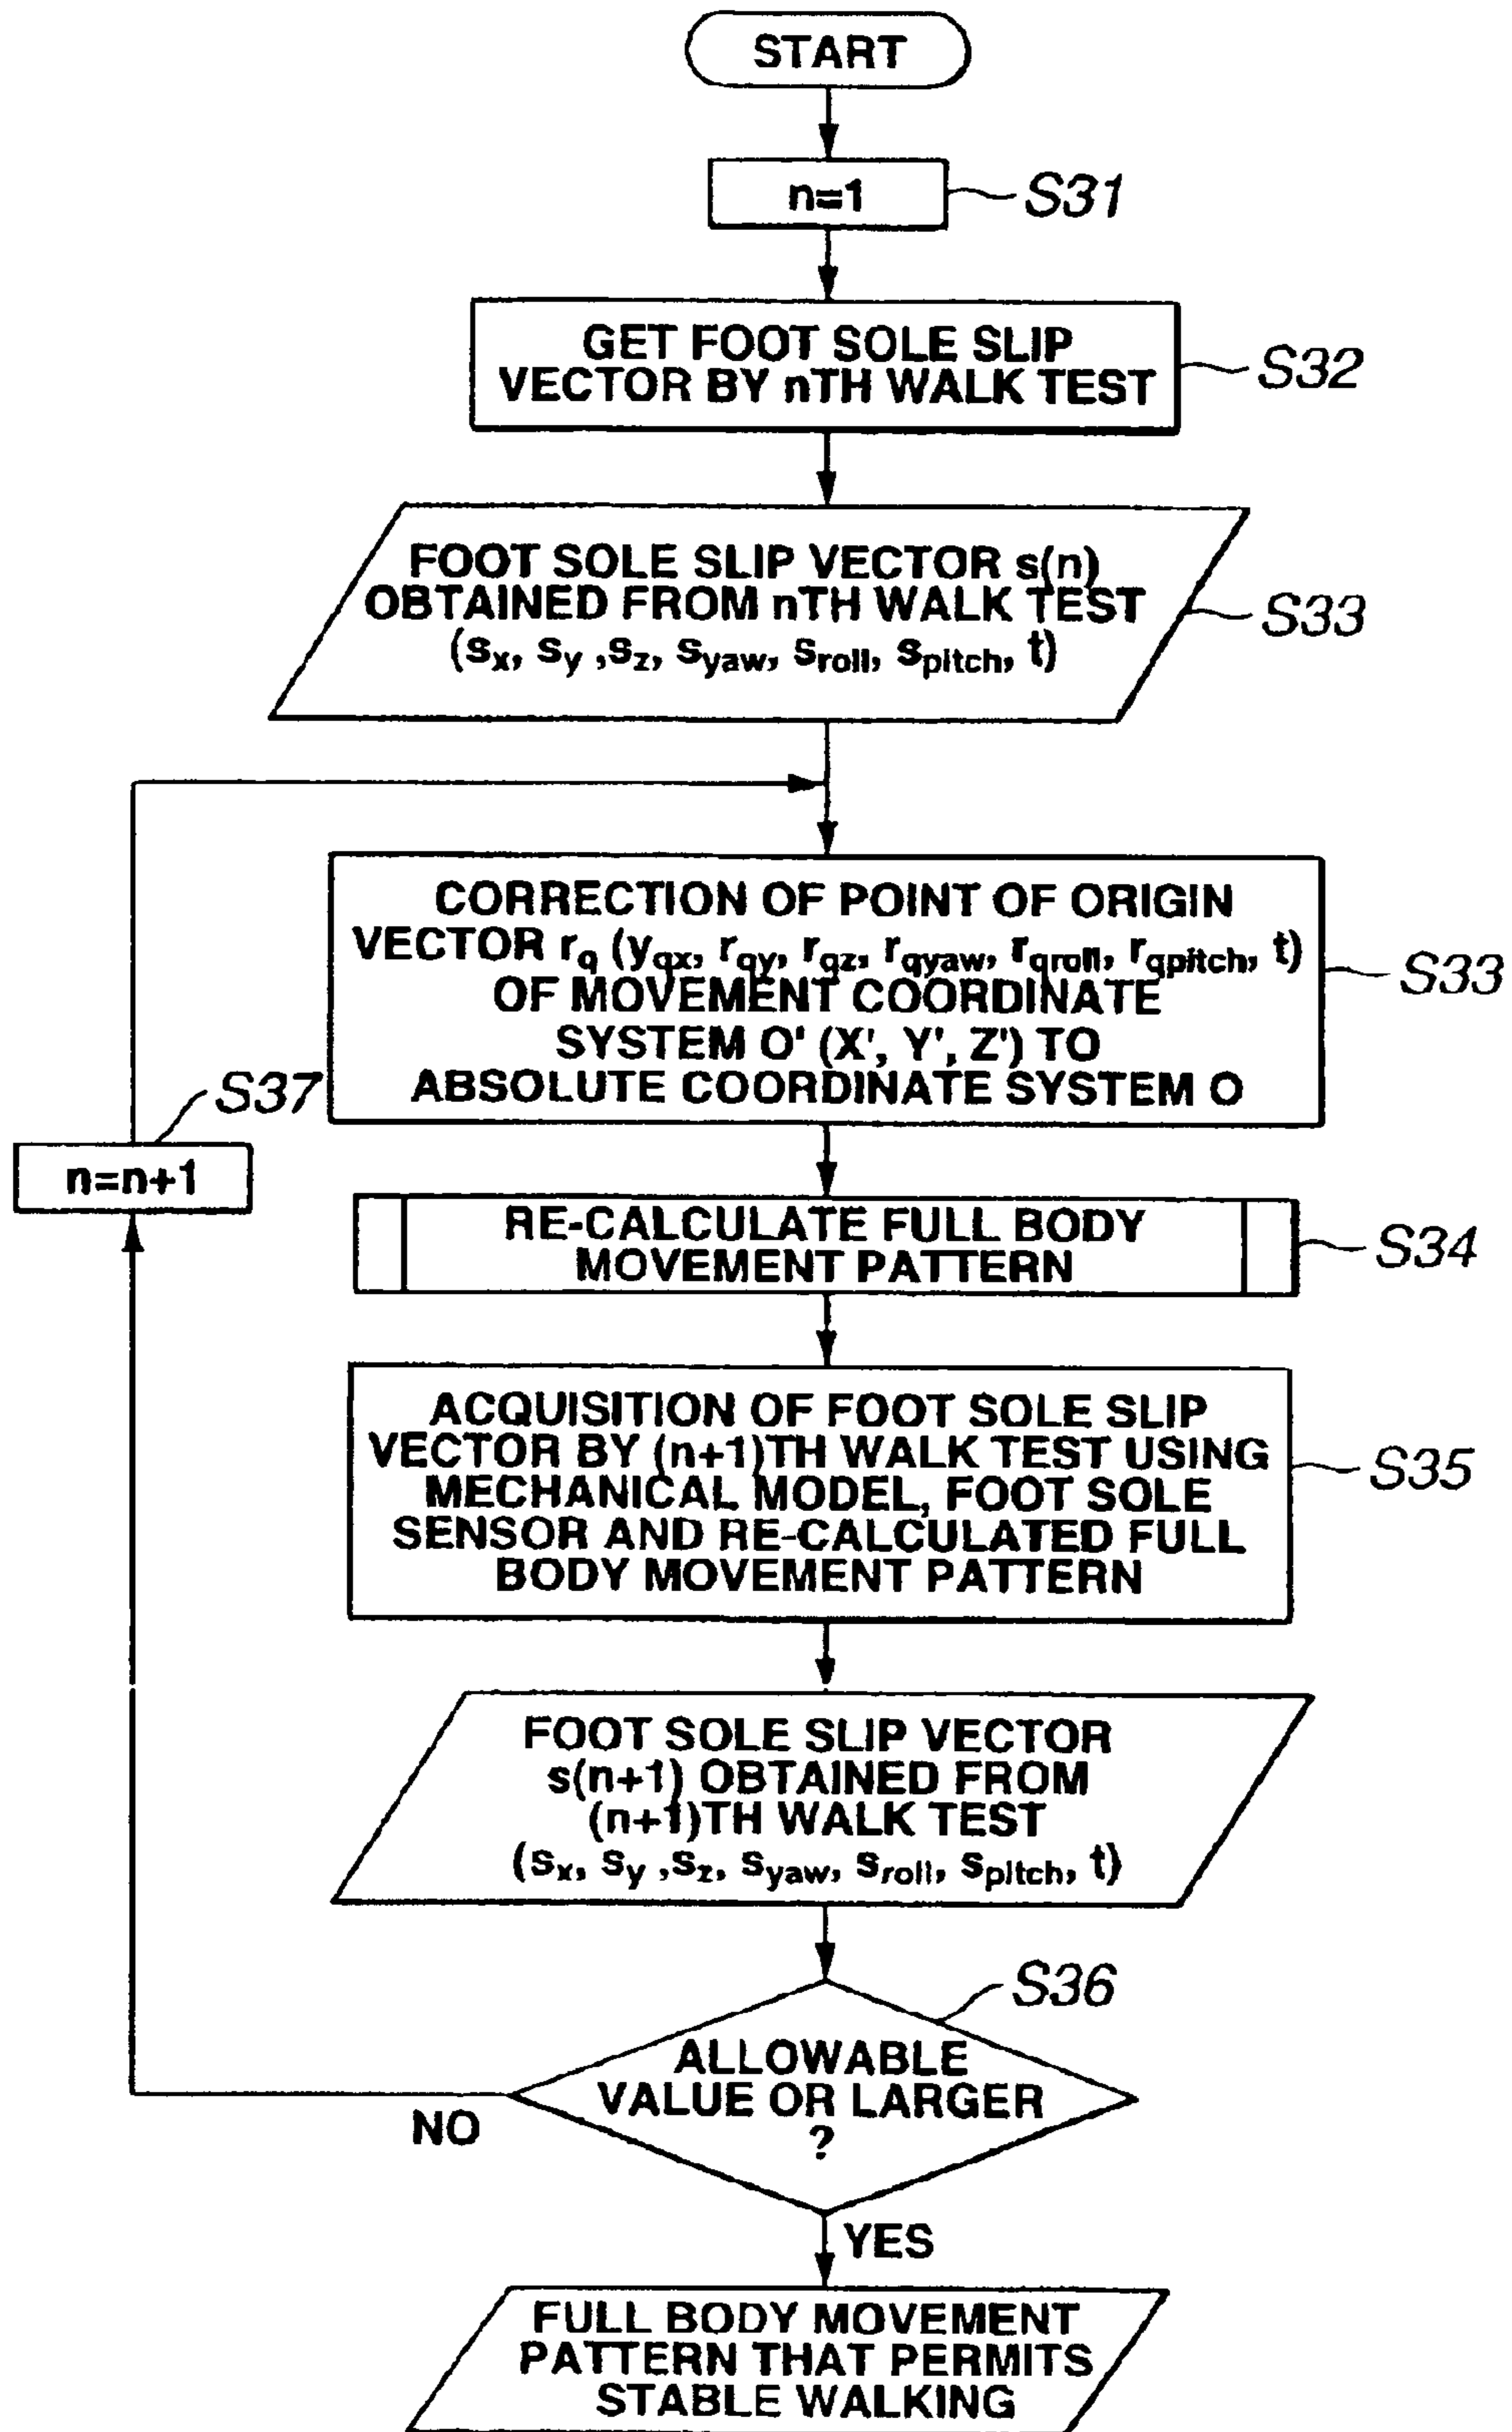 START
n=1
S31
GET FOOT SOLE SLIP
VECTOR BY nTH WALK TEST
S32
FOOT SOLE SLIP VECTOR s(n)
OBTAINED FROM nTH WALK TEST
(sx, sy ,sz, syaw, sroll, spitch, t)
S33
CORRECTION OF POINT OF ORIGIN
VECTOR rq (yqx, rqy, rqz, rqyaw, rqroll, rqpitch, t)
OF MOVEMENT COORDINATE
SYSTEM O' (X', Y', Z') TO
ABSOLUTE COORDINATE SYSTEM O
S33
S37
n=n+1
RE-CALCULATE FULL BODY
MOVEMENT PATTERN
S34
ACQUISITION OF FOOT SOLE SLIP
VECTOR BY (n+1)TH WALK TEST USING
MECHANICAL MODEL, FOOT SOLE
SENSOR AND RE-CALCULATED FULL
BODY MOVEMENT PATTERN
S35
FOOT SOLE SLIP VECTOR
s(n+1) OBTAINED FROM
(n+1)TH WALK TEST
(sx, sy ,sz, syaw, sroll, spitch, t)
S36
ALLOWABLE
VALUE OR LARGER
?
NO
YES
FULL BODY MOVEMENT
PATTERN THAT PERMITS
STABLE WALKING